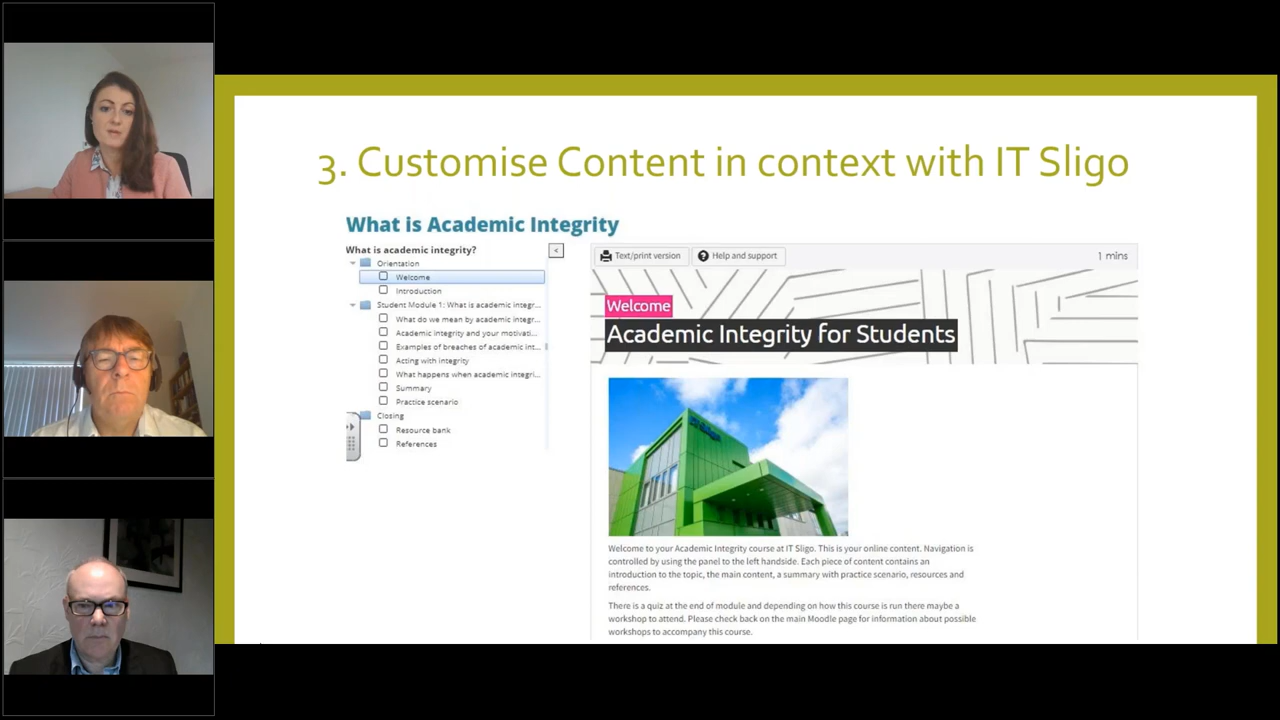 3. Customise Content in context with IT Sligo
What is Academic Integrity
What is academic integrity?
<
Orientation
Welcome
Introduction
Student Module 1: What is academic integr...
What do we mean by academic integr...
Academic integrity and your motivati...
Examples of breaches of academic int...
Acting with integrity
What happens when academic integri...
Summary
Practice scenario
Closing
Resource bank
References
Text/print version
Help and support
1 mins
Welcome
Academic Integrity for Students
Welcome to your Academic Integrity course at IT Sligo. This is your online content. Navigation is
controlled by using the panel to the left handside. Each piece of content contains an
introduction to the topic, the main content, a summary with practice scenario, resources and
references.
There is a quiz at the end of module and depending on how this course is run there maybe a
workshop to attend. Please check back on the main Moodle page for information about possible
workshops to accompany this course.